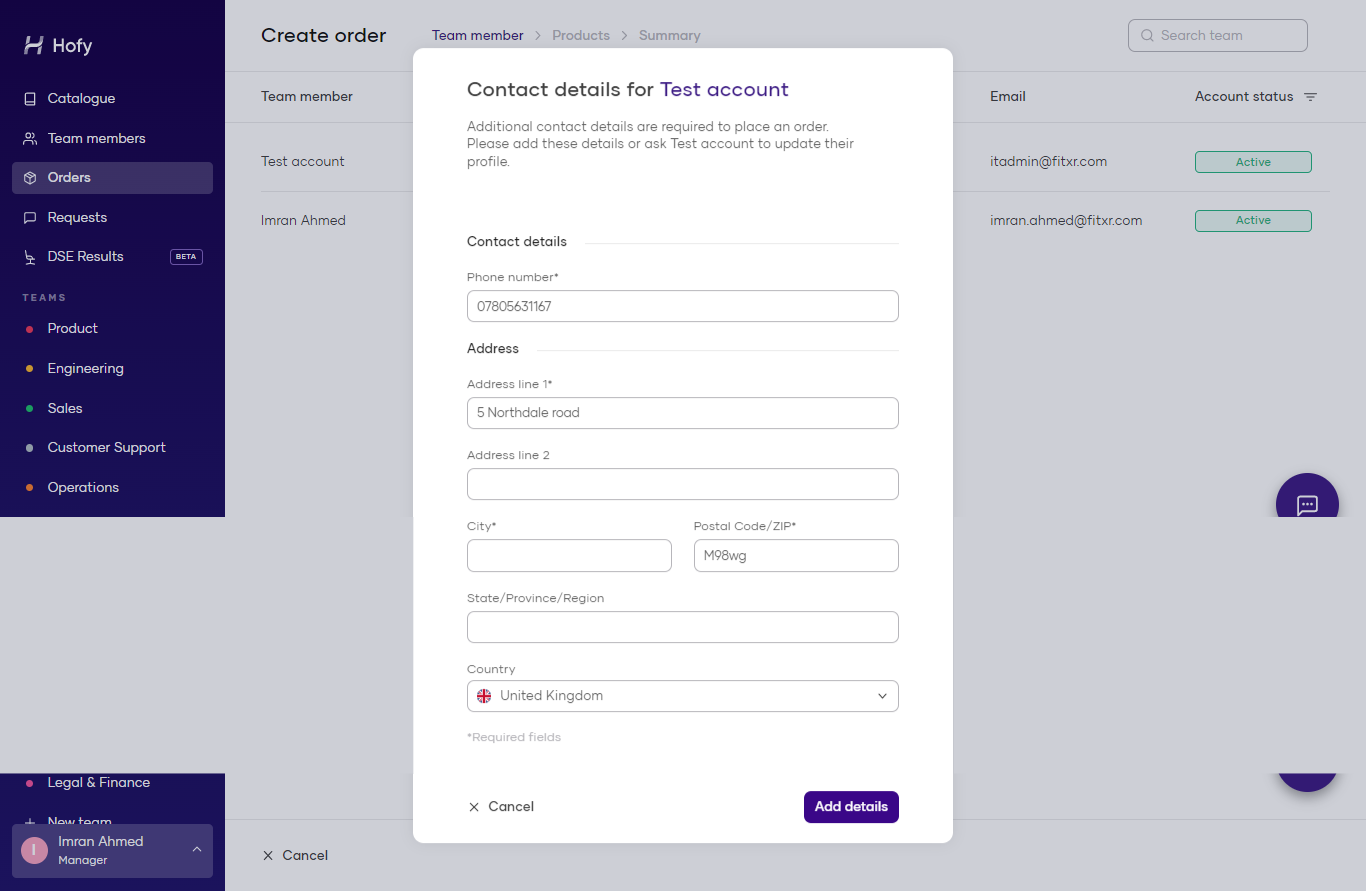 Hofy
Catalogue
Team members
Orders
Requests
DSE Results
BETA
TEAMS
Product
Engineering
Sales
Customer Support
Operations
Legal & Finance
New team
I
Imran Ahmed
Manager
Create order
Team member
Products
Summary
Search team
Team member
Email
Account status
Test account
itadmin@fitxr.com
Active
Imran Ahmed
imran.ahmed@fitxr.com
Active
Contact details for Test account
Additional contact details are required to place an order.
Please add these details or ask Test account to update their
profile.
Contact details
Phone number*
07805631167
Address
Address line 1*
5 Northdale road
Address line 2
City*
Postal Code/ZIP*
M98wg
State/Province/Region
Country
United Kingdom
*Required fields
Cancel
Add details
Cancel